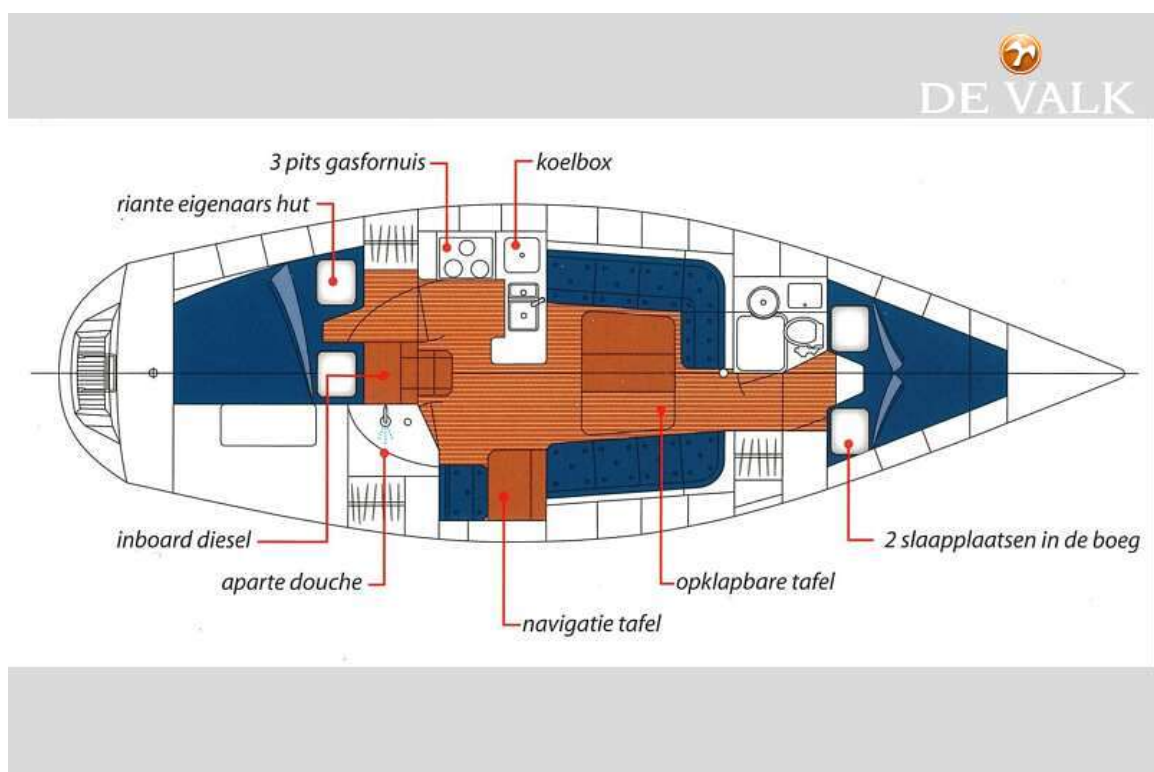 DE VALK
3 pits gasfornuis
koelbox
riante eigenaars hut
inboard diesel
2 slaapplaatsen in de boeg
aparte douche
opklapbare tafel
navigatie tafel